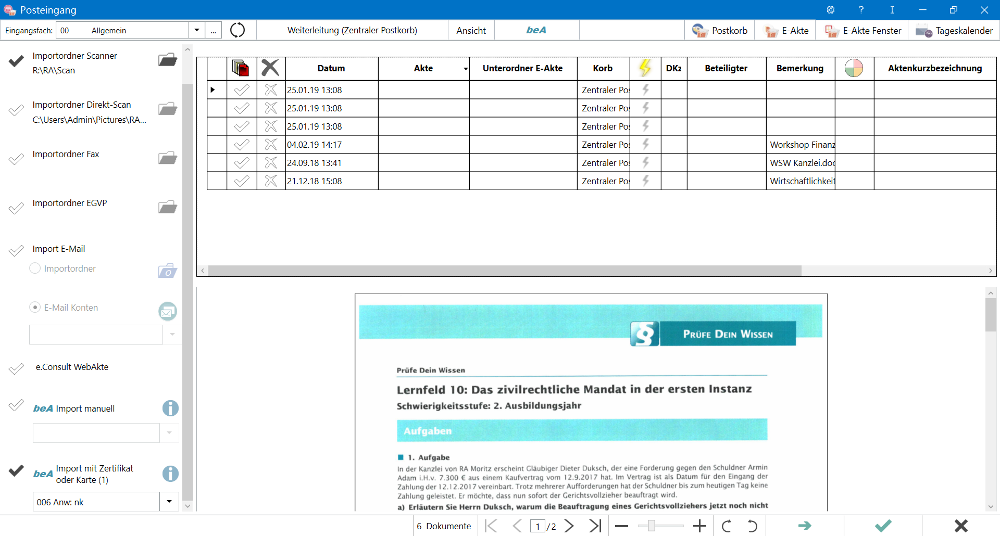 Posteingang
?
Eingangsfach: 00 Allgemein ... Weiterleitung (Zentraler Postkorb) Ansicht beA Postkorb E-Akte E-Akte Fenster Tageskalender
Importordner Scanner
R:\RA\Scan
Importordner Direkt-Scan
C:\Users\Admin\Pictures\RA...
Importordner Fax
Importordner EGVP
Import E-Mail
Importordner
E-Mail Konten
e.Consult WebAkte
beA Import manuell
beA Import mit Zertifikat
oder Karte (1)
006 Anw: nk
Datum Akte Unterordner E-Akte Korb DKz Beteiligter Bemerkung Aktenkurzbezeichnung
25.01.19 13:08 Zentraler Pos
25.01.19 13:08 Zentraler Pos
25.01.19 13:08 Zentraler Pos
04.02.19 14:17 Zentraler Pos Workshop Finanz
24.09.18 13:41 Zentraler Pos WSW Kanzlei.doc
21.12.18 15:08 Zentraler Pos Wirtschaftlichkeit
§ Prüfe Dein Wissen
Prüfe Dein Wissen
Lernfeld 10: Das zivilrechtliche Mandat in der ersten Instanz
Schwierigkeitsstufe: 2. Ausbildungsjahr
Aufgaben
1. Aufgabe
In der Kanzlei von RA Moritz erscheint Gläubiger Dieter Duksch, der eine Forderung gegen den Schuldner Armin
Adam i.H.v. 7.300 € aus einem Kaufvertrag vom 12.9.2017 hat. Im Vertrag ist als Datum für den Eingang der
Zahlung der 12.12.2017 vereinbart. Trotz mehrerer Aufforderungen hat der Schuldner bis zum heutigen Tag keine
Zahlung geleistet. Er möchte, dass nun sofort der Gerichtsvollzieher beauftragt wird.
a) Erläutern Sie Herrn Duksch, warum die Beauftragung eines Gerichtsvollziehers jetzt noch nicht
6 Dokumente 1 /2